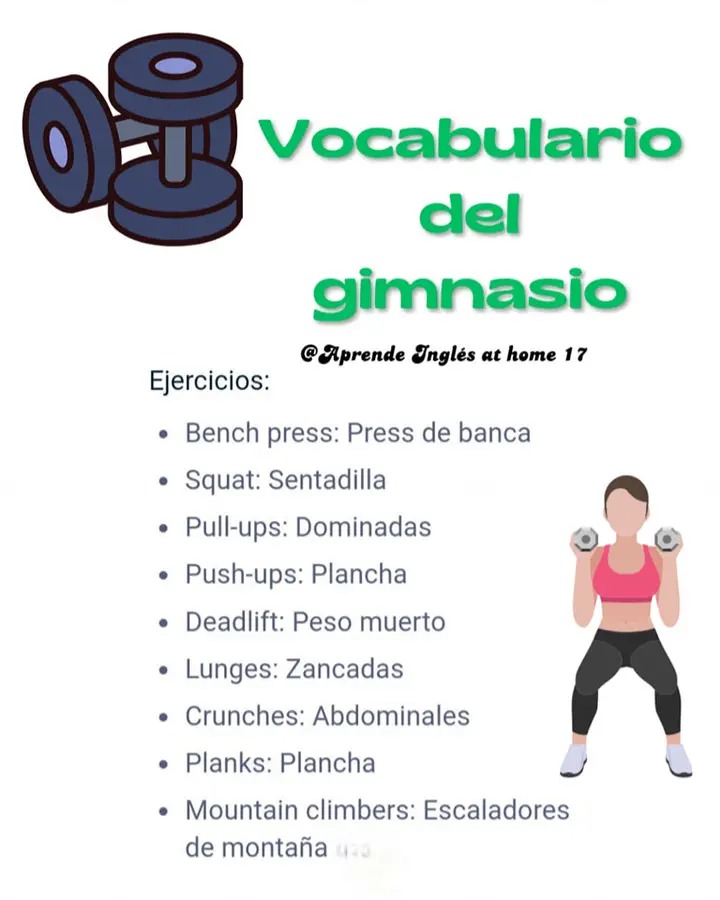 Vocabulario
del
gimnasio
@Aprende Inglés at home 17
Ejercicios:
• Bench press: Press de banca
• Squat: Sentadilla
• Pull-ups: Dominadas
• Push-ups: Plancha
• Deadlift: Peso muerto
• Lunges: Zancadas
• Crunches: Abdominales
• Planks: Plancha
• Mountain climbers: Escaladores
de montaña